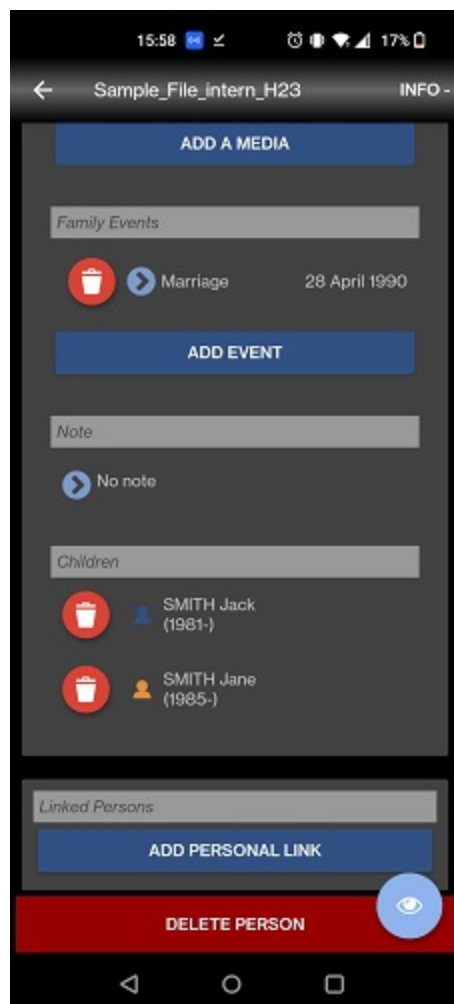 15:58 17%
Sample_File_intern_H23 INFO -
ADD A MEDIA
Family Events
Marriage 28 April 1990
ADD EVENT
Note
No note
Children
SMITH Jack
(1981-)
SMITH Jane
(1985-)
Linked Persons
ADD PERSONAL LINK
DELETE PERSON